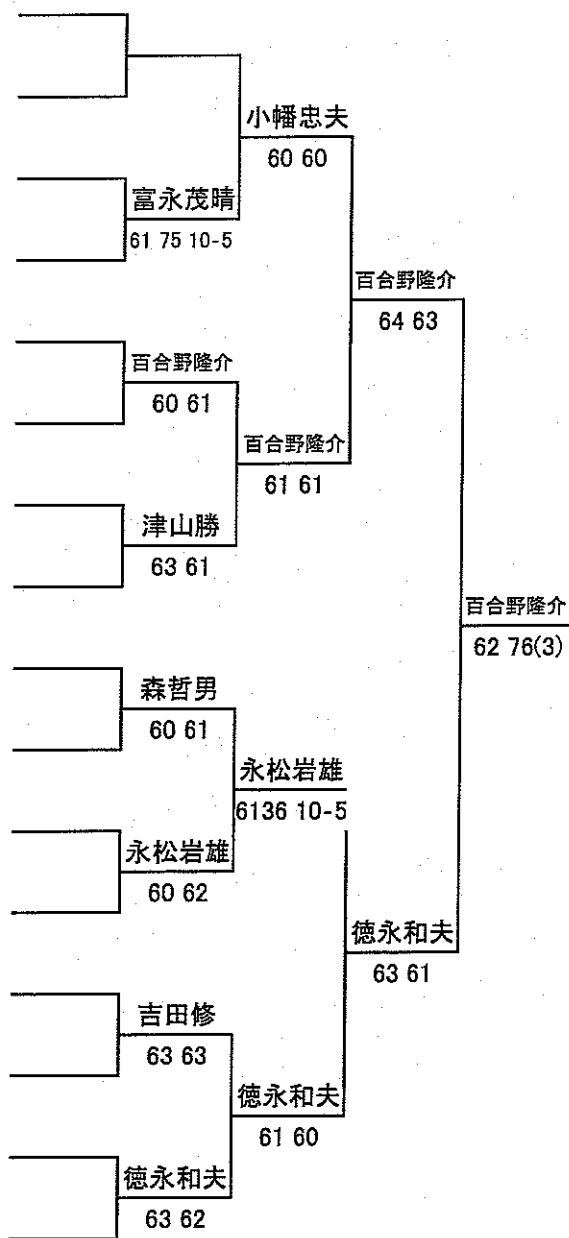 小幡忠夫
60 60
富永茂晴
61 75 10-5
百合野隆介
64 63
百合野隆介
60 61
百合野隆介
61 61
津山勝
63 61
百合野隆介
62 76(3)
森哲男
60 61
永松岩雄
6136 10-5
永松岩雄
60 62
徳永和夫
63 61
吉田修
63 63
徳永和夫
61 60
徳永和夫
63 62